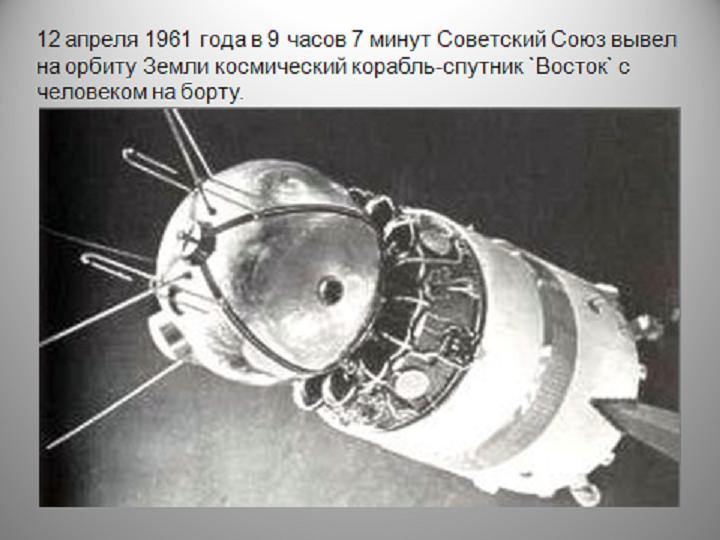 12 апреля 1961 года в 9 часов 7 минут Советский Союз вывел
на орбиту Земли космический корабль-спутник `Восток` с
человеком на борту.